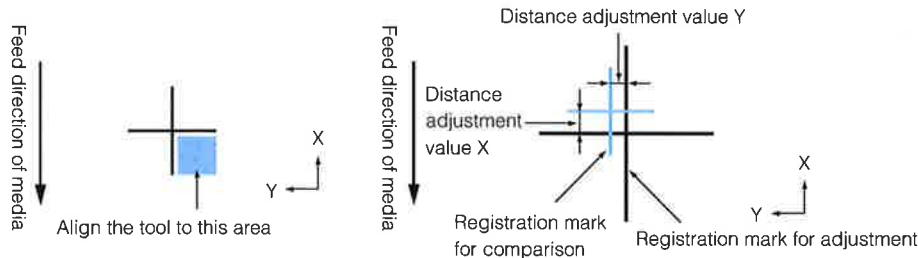 Feed direction of media
X
Y
Align the tool to this area
Feed direction of media
Distance adjustment value Y
Distance
adjustment
value X
X
Y
Registration mark
for comparison
Registration mark for adjustment